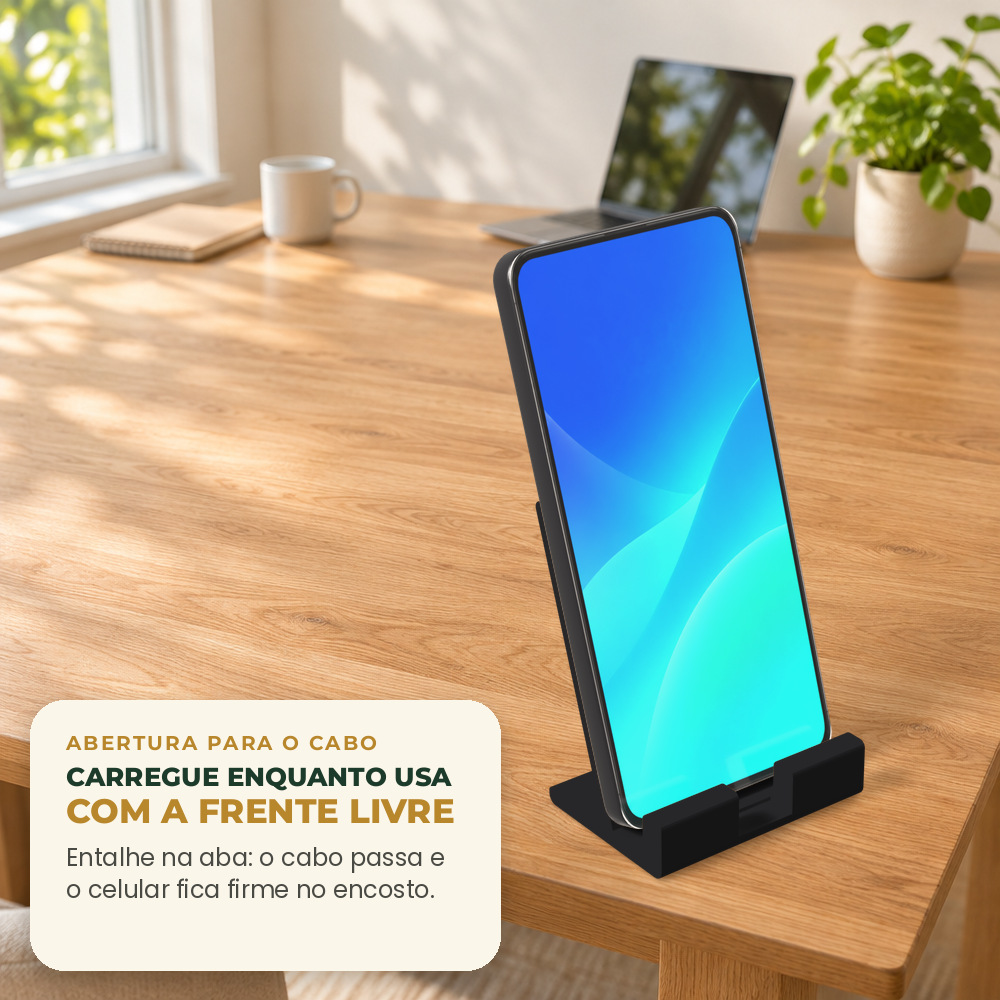 ABERTURA PARA O CABO
CARREGUE ENQUANTO USA
COM A FRENTE LIVRE
Entalhe na aba: o cabo passa e
o celular fica firme no encosto.